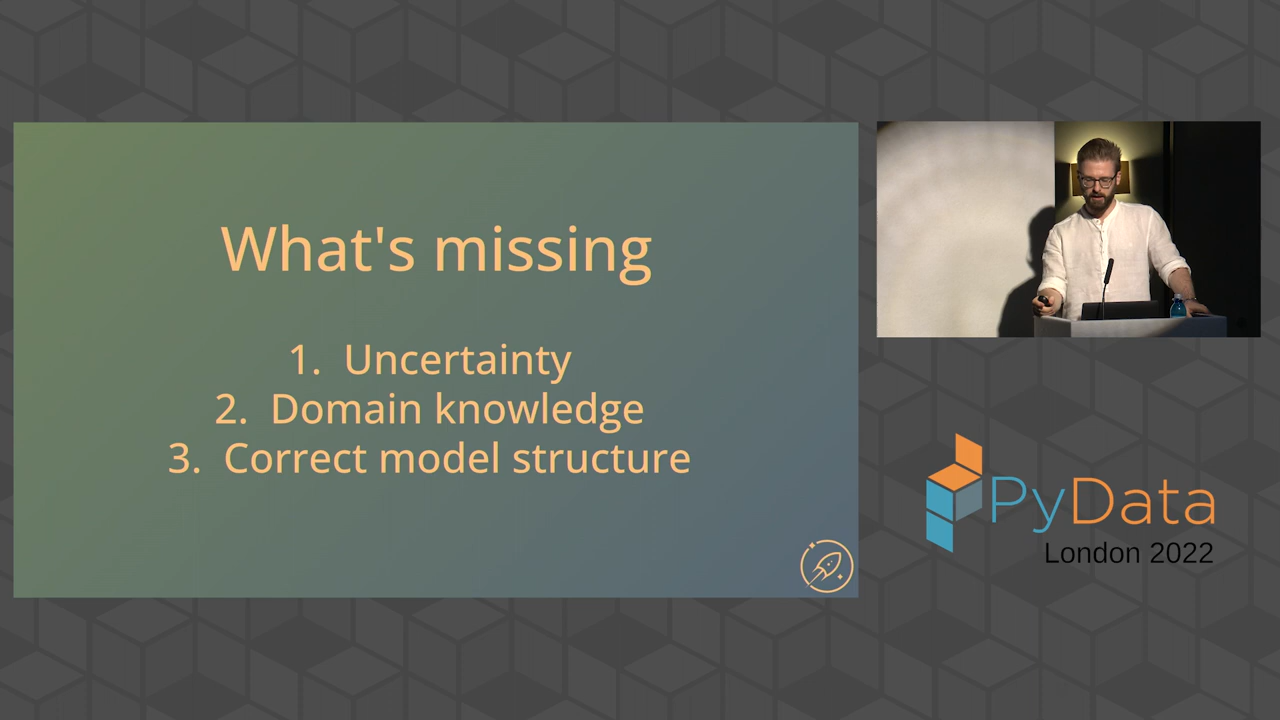 What's missing
1. Uncertainty
2. Domain knowledge
3. Correct model structure
PyData
London 2022